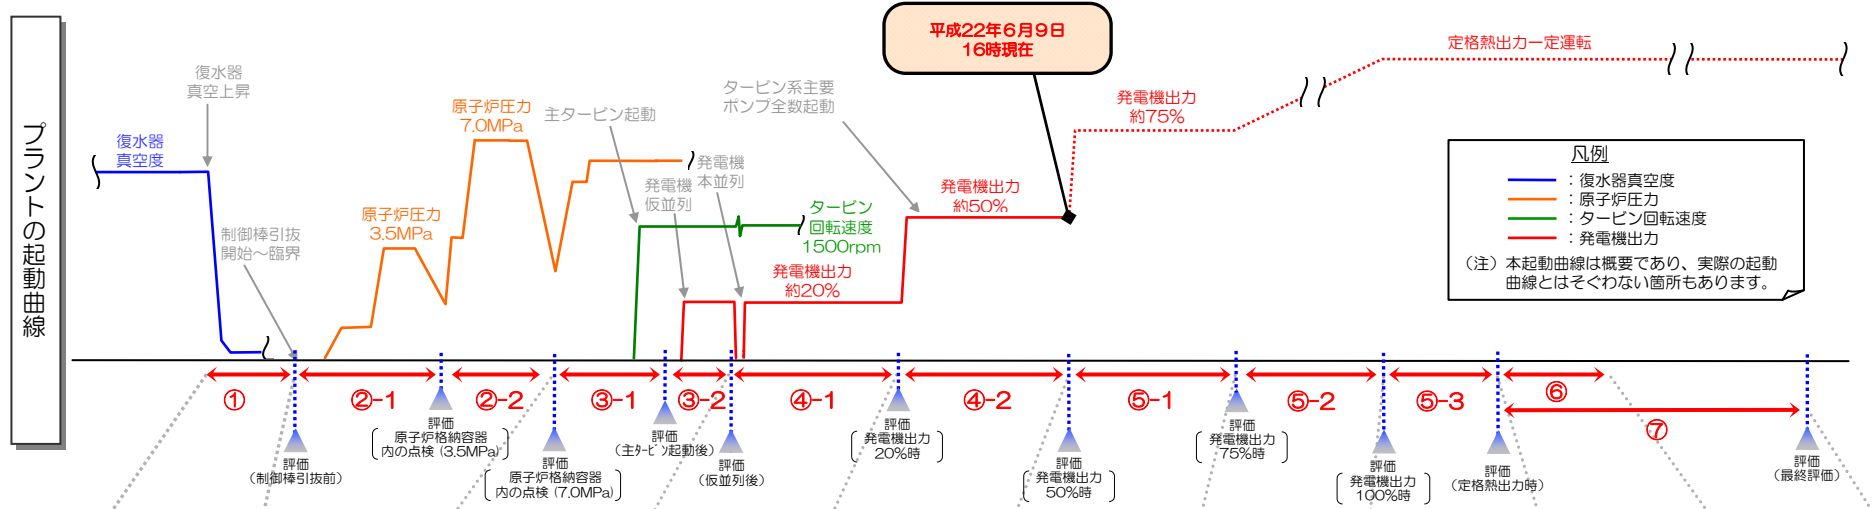 プラントの起動曲線
平成22年6月9日
16時現在
復水器
真空上昇
復水器
真空度
制御棒引抜
開始～臨界
原子炉圧力
3.5MPa
原子炉圧力
7.0MPa
主タービン起動
発電機
仮並列
発電機
本並列
タービン系主要
ポンプ全数起動
タービン
回転速度
1500rpm
発電機出力
約20%
発電機出力
約50%
発電機出力
約75%
定格熱出力一定運転
凡例
：復水器真空度
：原子炉圧力
：タービン回転速度
：発電機出力
（注）本起動曲線は概要であり、実際の起動
曲線とはそぐわない箇所もあります。
①
②-1
②-2
③-1
③-2
④-1
④-2
⑤-1
⑤-2
⑤-3
⑥
⑦
評価
（制御棒引抜前）
評価
原子炉格納容器
内の点検（3.5MPa）
評価
原子炉格納容器
内の点検（7.0MPa）
評価
（主ﾀｰﾋﾞﾝ起動後）
評価
（仮並列後）
評価
発電機出力
20%時
評価
発電機出力
50%時
評価
発電機出力
75%時
評価
発電機出力
100%時
評価
（定格熱出力時）
評価
（最終評価）